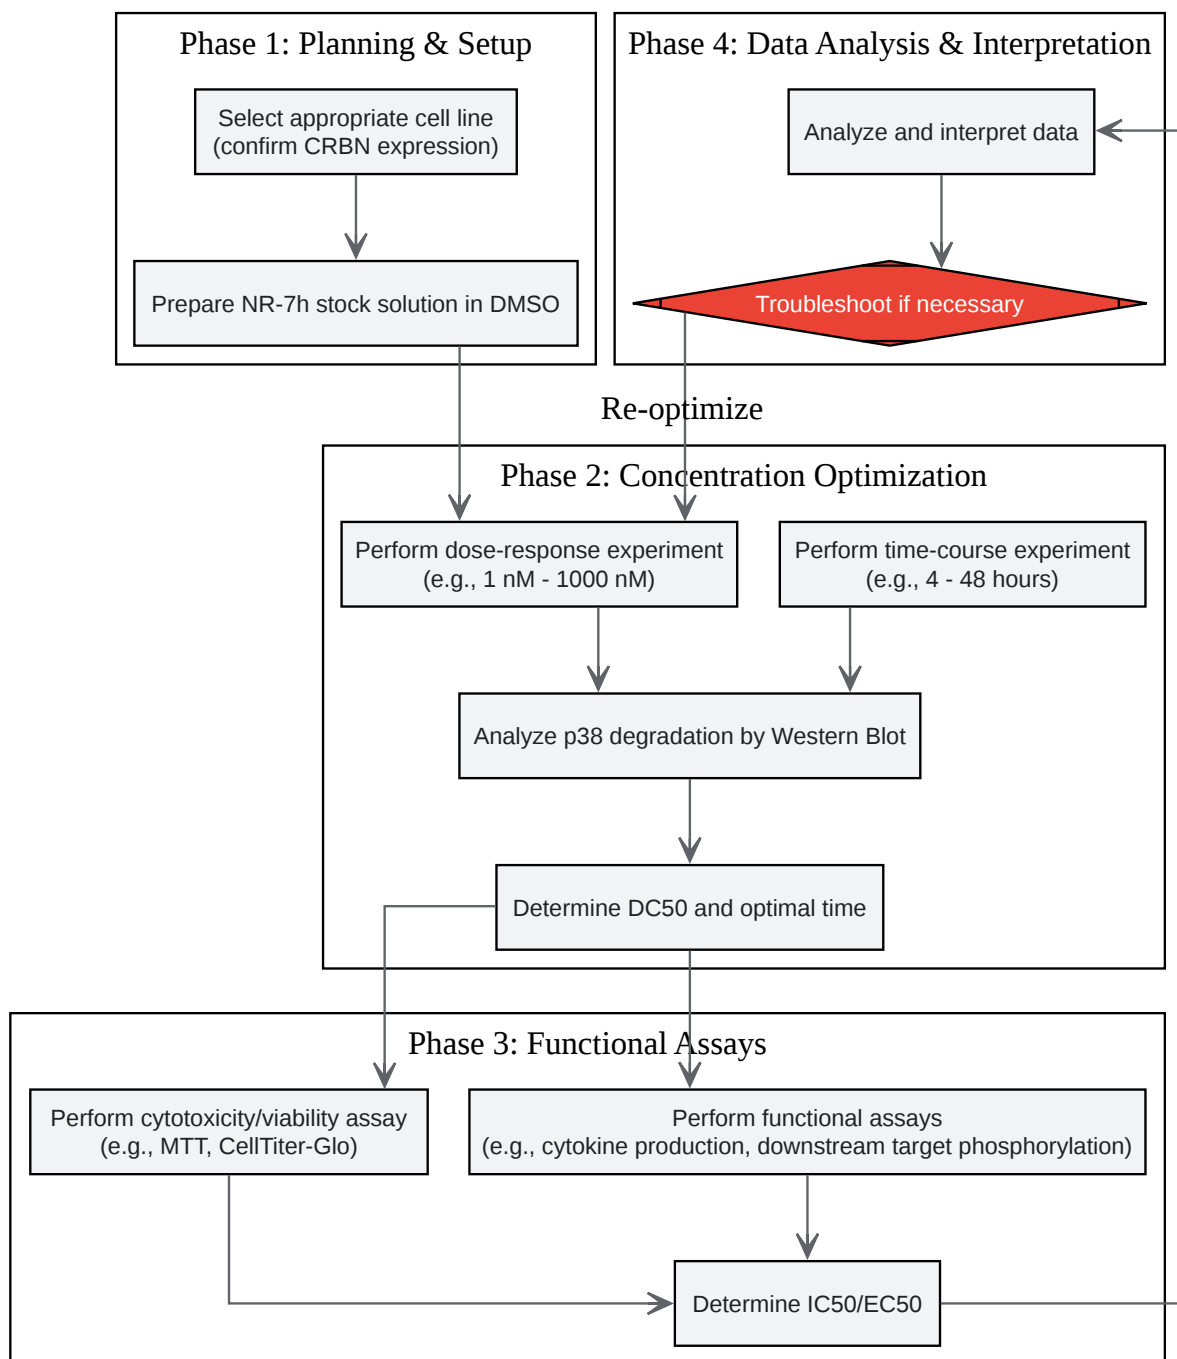 Phase 1: Planning & Setup
Select appropriate cell line
(confirm CRBN expression)
Prepare NR-7h stock solution in DMSO
Phase 4: Data Analysis & Interpretation
Analyze and interpret data
Troubleshoot if necessary
Re-optimize
Phase 2: Concentration Optimization
Perform dose-response experiment
(e.g., 1 nM - 1000 nM)
Perform time-course experiment
(e.g., 4 - 48 hours)
Analyze p38 degradation by Western Blot
Determine DC50 and optimal time
Phase 3: Functional Assays
Perform cytotoxicity/viability assay
(e.g., MTT, CellTiter-Glo)
Perform functional assays
(e.g., cytokine production, downstream target phosphorylation)
Determine IC50/EC50